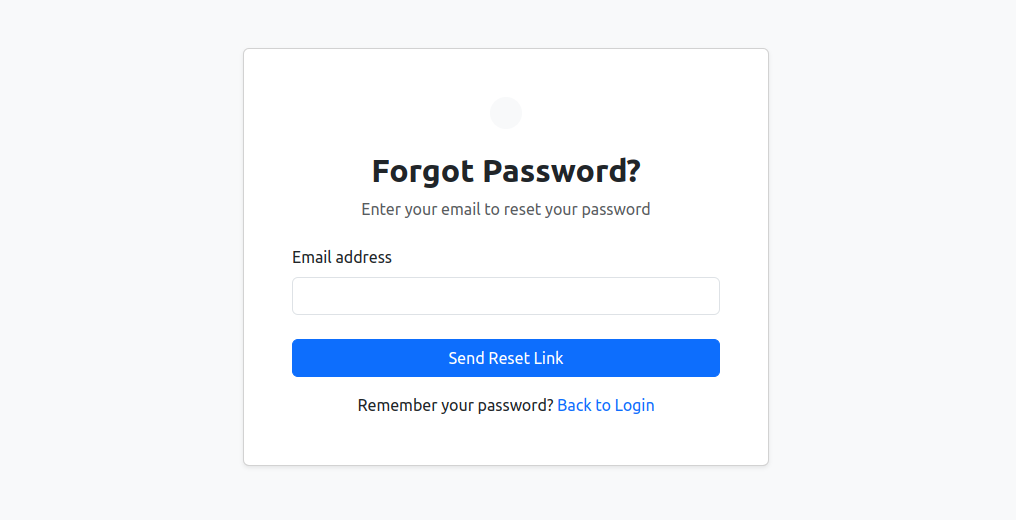 Forgot Password?
Enter your email to reset your password
Email address
Send Reset Link
Remember your password? Back to Login